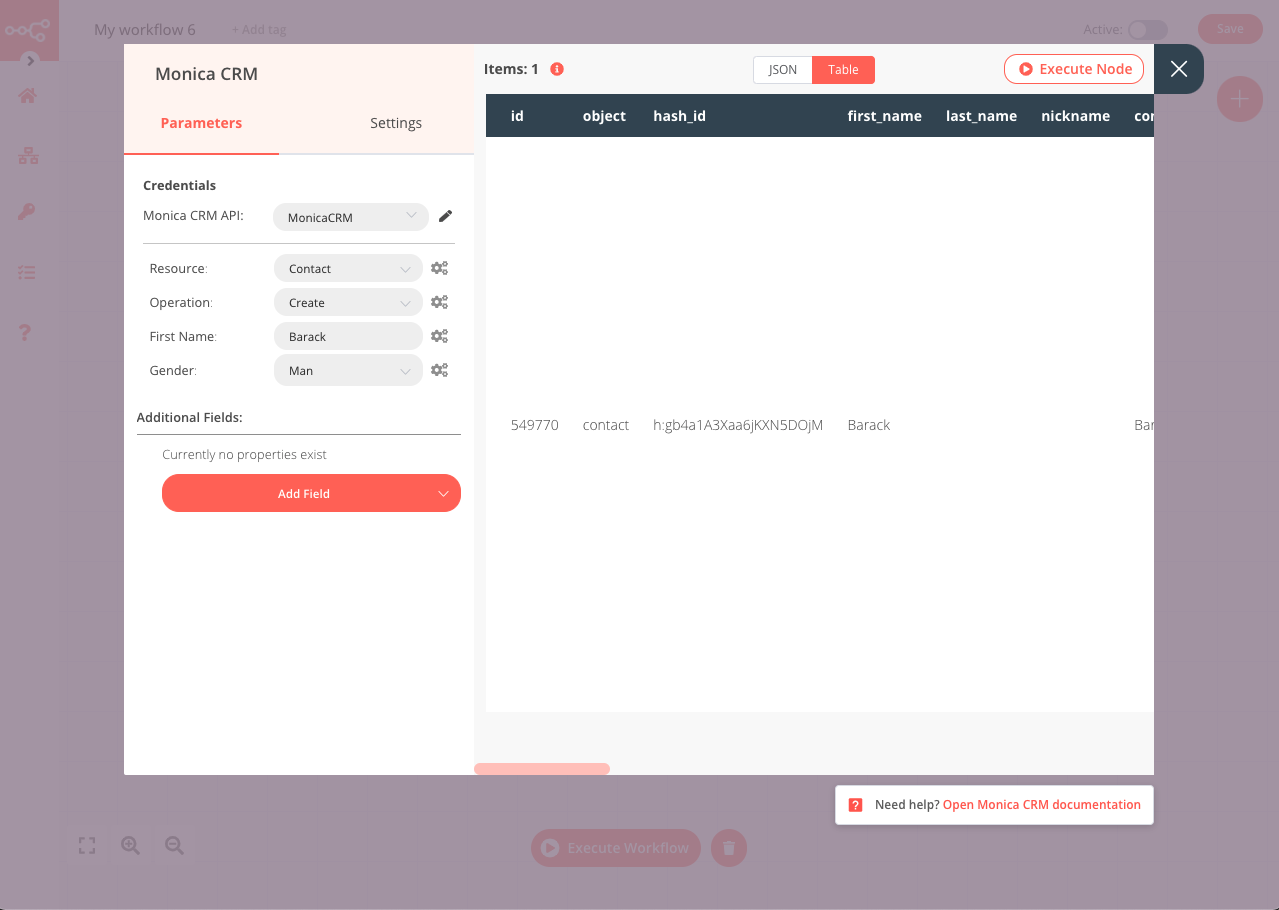 My workflow 6 + Add tag Active: Save
Monica CRM
Parameters Settings
Credentials
Monica CRM API: MonicaCRM
Resource: Contact
Operation: Create
First Name: Barack
Gender: Man
Additional Fields:
Currently no properties exist
Add Field
Items: 1 JSON Table Execute Node
id object hash_id first_name last_name nickname con
549770 contact h:gb4a1A3Xaa6jKXN5DOjM Barack Bar
Need help? Open Monica CRM documentation
Execute Workflow